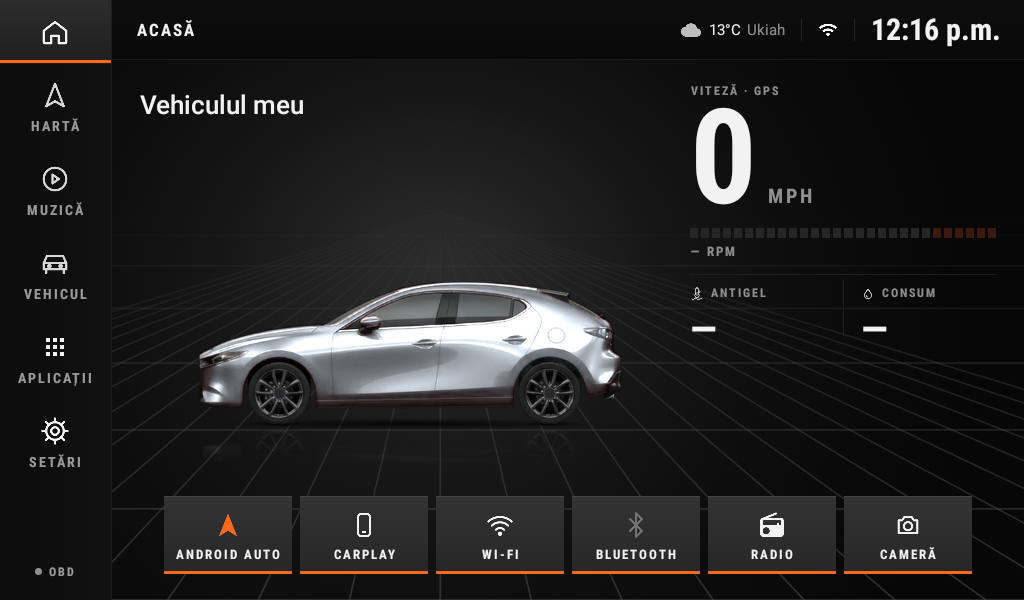 ACASĂ
13°C Ukiah
12:16 p.m.
HARTĂ
MUZICĂ
VEHICUL
APLICAȚII
SETĂRI
OBD
Vehiculul meu
VITEZĂ · GPS
0 MPH
– RPM
ANTIGEL
–
CONSUM
–
ANDROID AUTO
CARPLAY
WI-FI
BLUETOOTH
RADIO
CAMERĂ